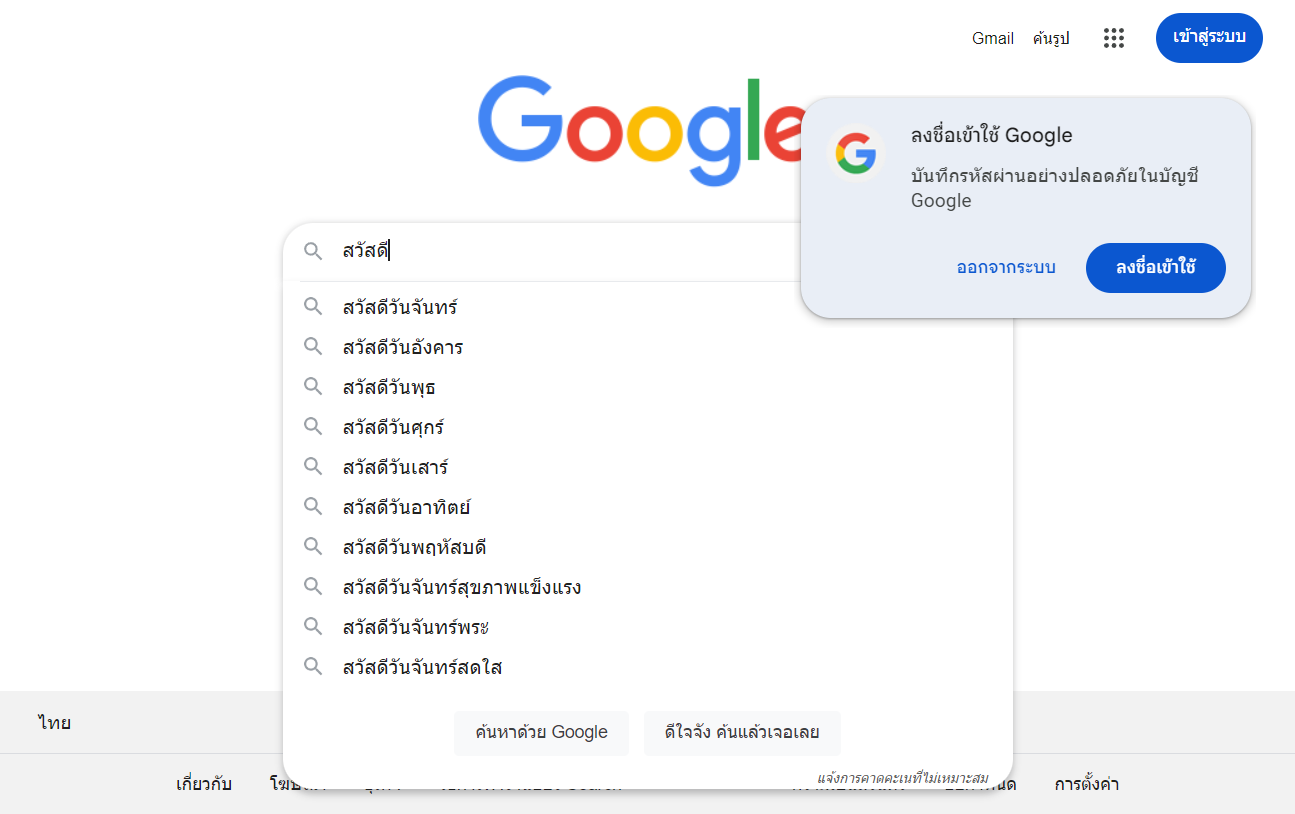 Gmail ค้นรูป
เข้าสู่ระบบ
Google
ลงชื่อเข้าใช้ Google
บันทึกรหัสผ่านอย่างปลอดภัยในบัญชี
Google
ออกจากระบบ ลงชื่อเข้าใช้
สวัสดี
สวัสดีวันจันทร์
สวัสดีวันอังคาร
สวัสดีวันพุธ
สวัสดีวันศุกร์
สวัสดีวันเสาร์
สวัสดีวันอาทิตย์
สวัสดีวันพฤหัสบดี
สวัสดีวันจันทร์สุขภาพแข็งแรง
สวัสดีวันจันทร์พระ
สวัสดีวันจันทร์สดใส
ค้นหาด้วย Google ดีใจจัง ค้นแล้วเจอเลย
แจ้งการคาดคะเนที่ไม่เหมาะสม
ไทย
เกี่ยวกับ การตั้งค่า